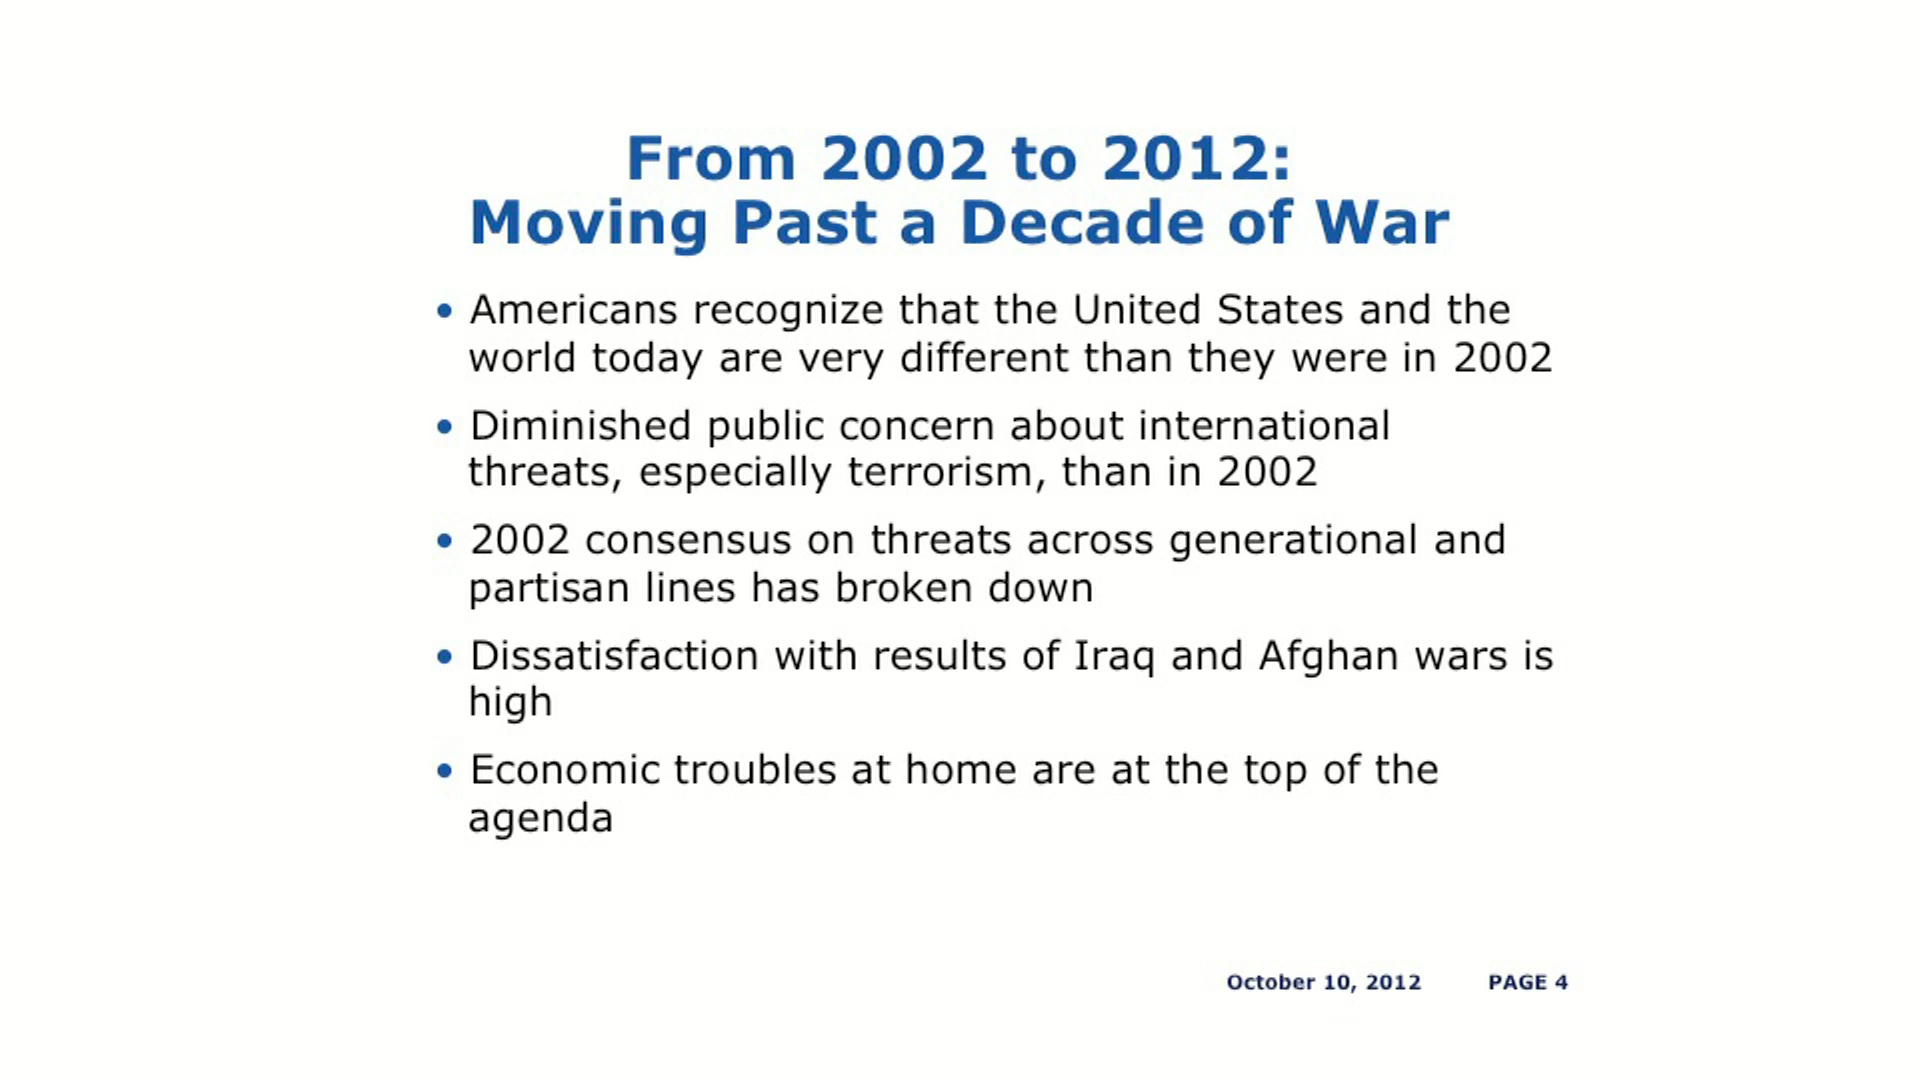 From 2002 to 2012:
Moving Past a Decade of War
• Americans recognize that the United States and the
world today are very different than they were in 2002
• Diminished public concern about international
threats, especially terrorism, than in 2002
• 2002 consensus on threats across generational and
partisan lines has broken down
• Dissatisfaction with results of Iraq and Afghan wars is
high
• Economic troubles at home are at the top of the
agenda
October 10, 2012 PAGE 4